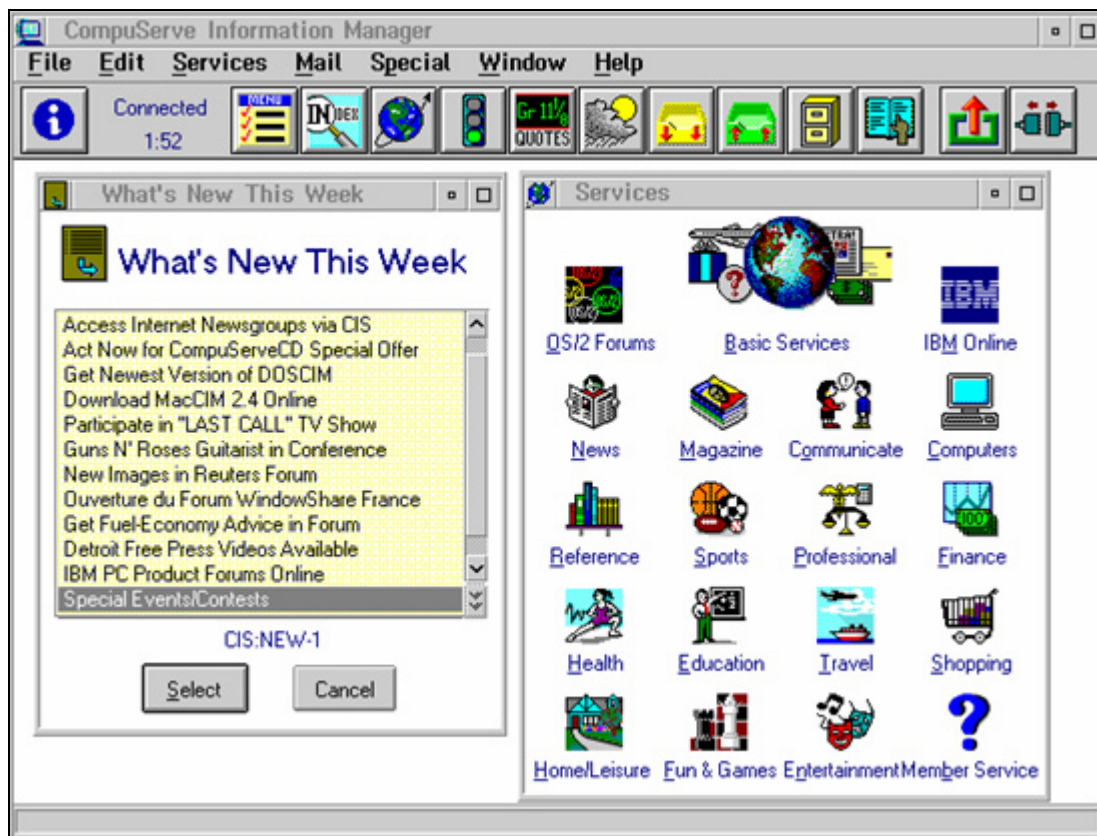 CompuServe Information Manager
File Edit Services Mail Special Window Help
Connected
1:52
MENU
INDEX
Gr 11⅛
QUOTES
What's New This Week
What's New This Week
Access Internet Newsgroups via CIS
Act Now for CompuServeCD Special Offer
Get Newest Version of DOSCIM
Download MacCIM 2.4 Online
Participate in "LAST CALL" TV Show
Guns N' Roses Guitarist in Conference
New Images in Reuters Forum
Ouverture du Forum WindowShare France
Get Fuel-Economy Advice in Forum
Detroit Free Press Videos Available
IBM PC Product Forums Online
Special Events/Contests
CIS:NEW-1
Select Cancel
Services
OS/2
IBM
OS/2 Forums Basic Services IBM Online
News Magazine Communicate Computers
100
Reference Sports Professional Finance
Health Education Travel Shopping
Home/Leisure Fun & Games Entertainment Member Service